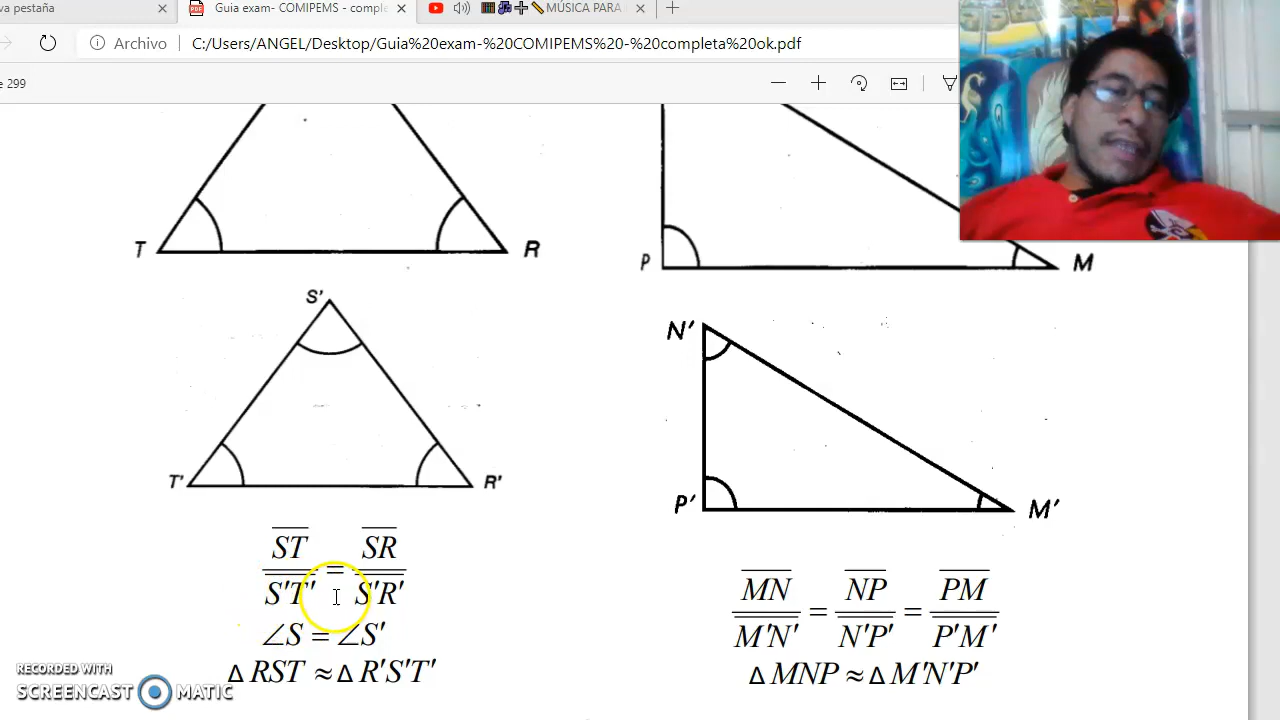 va pestaña
Guia exam- COMIPEMS - comple
MÚSICA PARA
Archivo
C:/Users/ANGEL/Desktop/Guia%20exam-%20COMIPEMS%20-%20completa%20ok.pdf
e 299
T
R
P
M
S'
N'
T'
R'
P'
M'
ST/S'T' = SR/S'R'
∠S = ∠S'
Δ RST ≈ Δ R'S'T'
MN/M'N' = NP/N'P' = PM/P'M'
Δ MNP ≈ Δ M'N'P'
RECORDED WITH
SCREENCAST MATIC